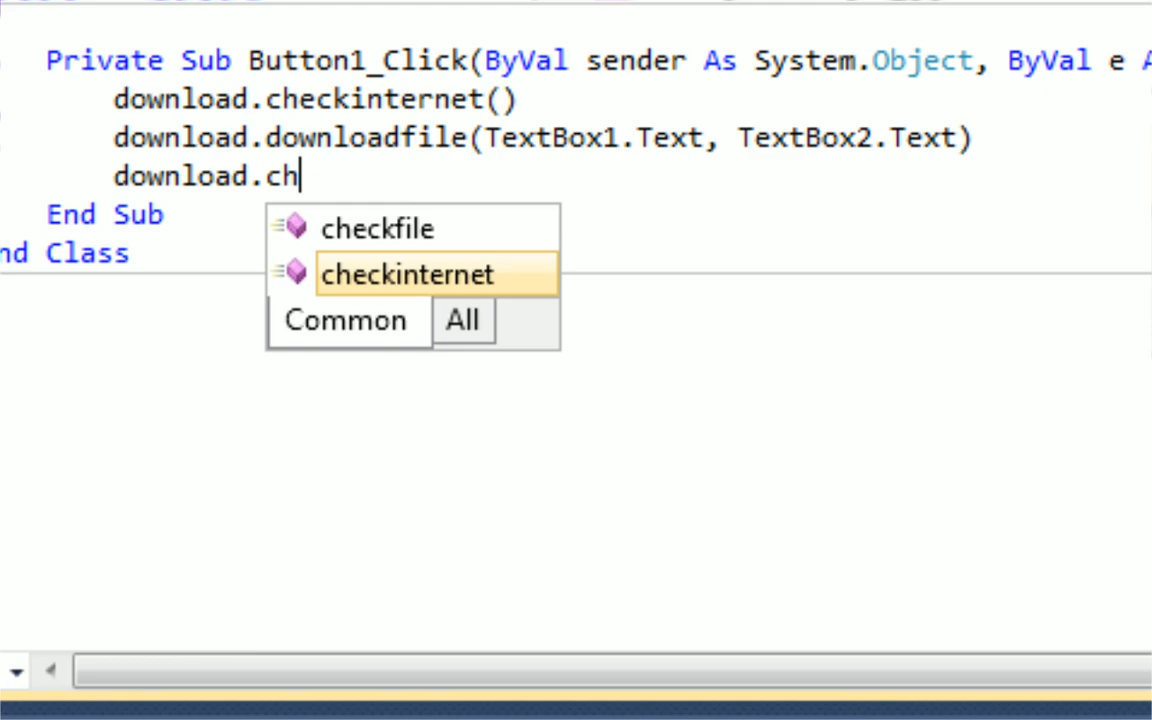 Private Sub Button1_Click(ByVal sender As System.Object, ByVal e A
download.checkinternet()
download.downloadfile(TextBox1.Text, TextBox2.Text)
download.ch
End Sub
nd Class
checkfile
checkinternet
Common All